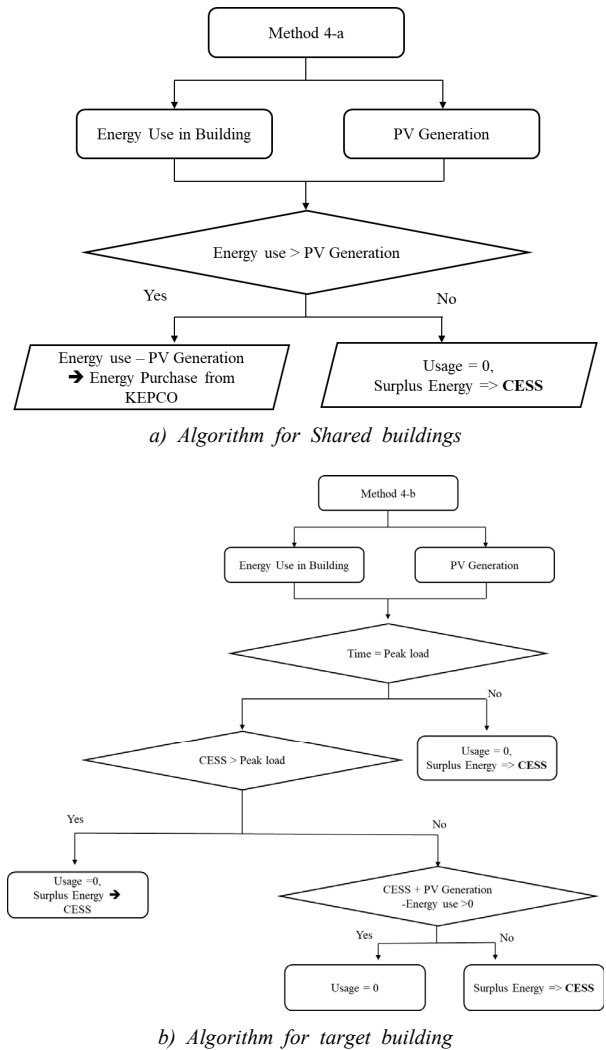 Method 4-a
Energy Use in Building
PV Generation
Energy use > PV Generation
Yes
No
Energy use – PV Generation
➔ Energy Purchase from
KEPCO
Usage = 0,
Surplus Energy => CESS
a) Algorithm for Shared buildings
Method 4-b
Energy Use in Building
PV Generation
Time = Peak load
No
CESS > Peak load
Usage = 0,
Surplus Energy => CESS
Yes
No
Usage =0,
Surplus Energy ➔
CESS
CESS + PV Generation
-Energy use >0
Yes
No
Usage = 0
Surplus Energy => CESS
b) Algorithm for target building